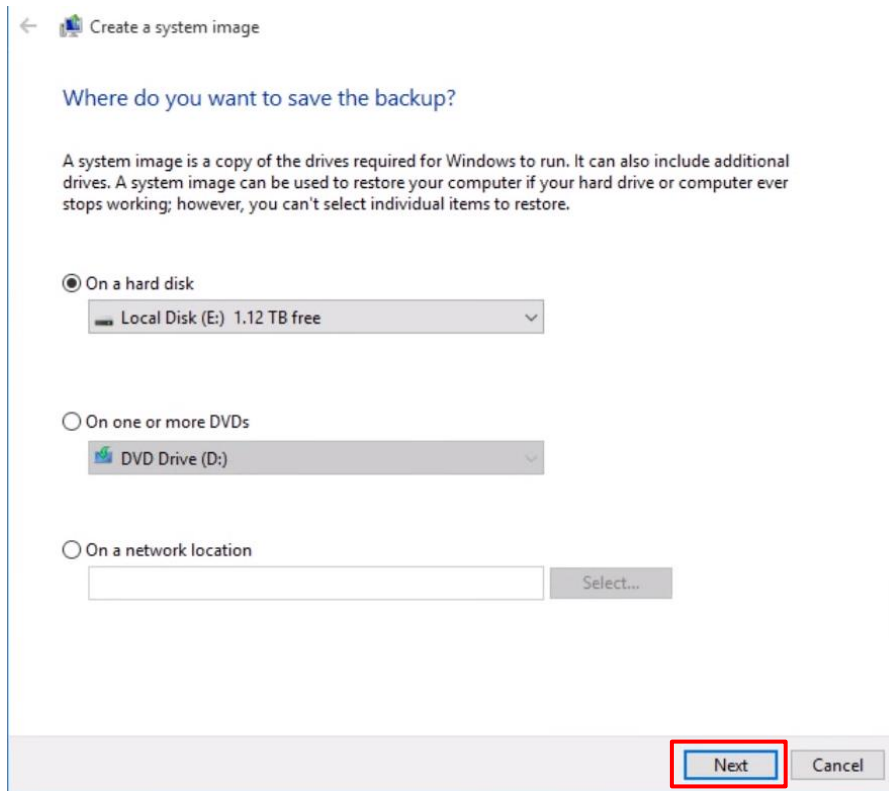 Create a system image
Where do you want to save the backup?
A system image is a copy of the drives required for Windows to run. It can also include additional
drives. A system image can be used to restore your computer if your hard drive or computer ever
stops working; however, you can't select individual items to restore.
On a hard disk
Local Disk (E:) 1.12 TB free
On one or more DVDs
DVD Drive (D:)
On a network location
Select...
Next Cancel